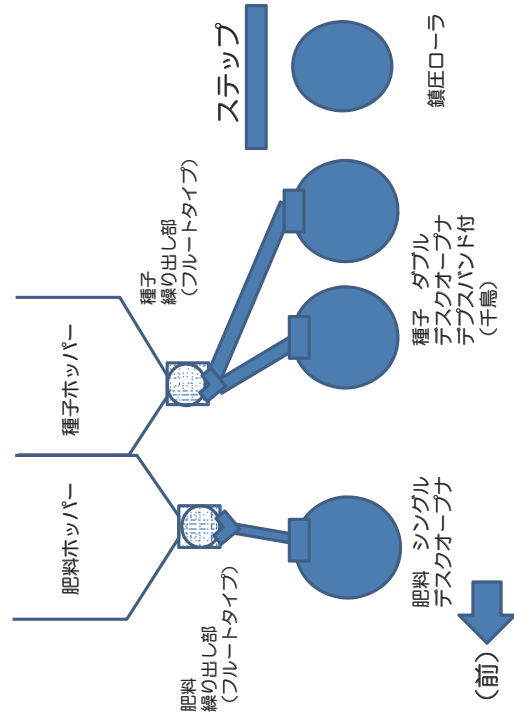 肥料ホッパー
種子ホッパー
肥料
繰り出し部
（フルートタイプ）
種子
繰り出し部
（フルートタイプ）
ステップ
肥料　シングル
デスクオープナ
種子　ダブル
デスクオープナ
デプスバンド付
（千鳥）
鎮圧ローラ
（前）